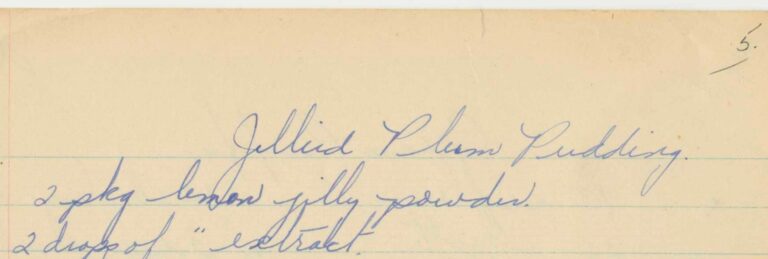 5.
Jellied Plum Pudding.
2 pkg lemon jelly powder.
2 drops of " extract.